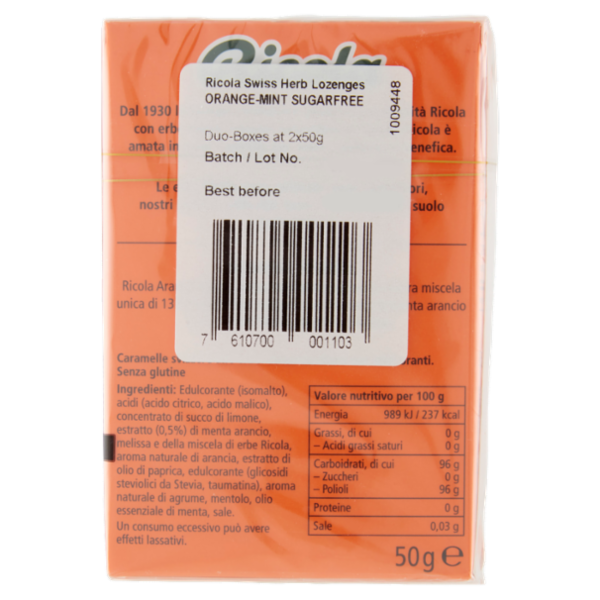 Ricola
Ricola Swiss Herb Lozenges
ORANGE-MINT SUGARFREE
1009448
Duo-Boxes at 2x50g
Batch / Lot No.
Best before
7 610700 001103
Dal 1930 Ricola
con erbe icola è
amata in enefica.
Le
nostri suolo
Ricola Ara miscela
unica di 13 nta arancio
Caramelle
Senza glutine
Ingredienti: Edulcorante (isomalto),
acidi (acido citrico, acido malico),
concentrato di succo di limone,
estratto (0,5%) di menta arancio,
melissa e della miscela di erbe Ricola,
aroma naturale di arancia, estratto di
olio di paprica, edulcorante (glicosidi
steviolici da Stevia, taumatina), aroma
naturale di agrume, mentolo, olio
essenziale di menta, sale.
Un consumo eccessivo può avere
effetti lassativi.
Valore nutritivo per 100 g
Energia 989 kJ / 237 kcal
Grassi, di cui 0 g
– Acidi grassi saturi 0 g
Carboidrati, di cui 96 g
– Zuccheri 0 g
– Polioli 96 g
Proteine 0 g
Sale 0,03 g
50 g e